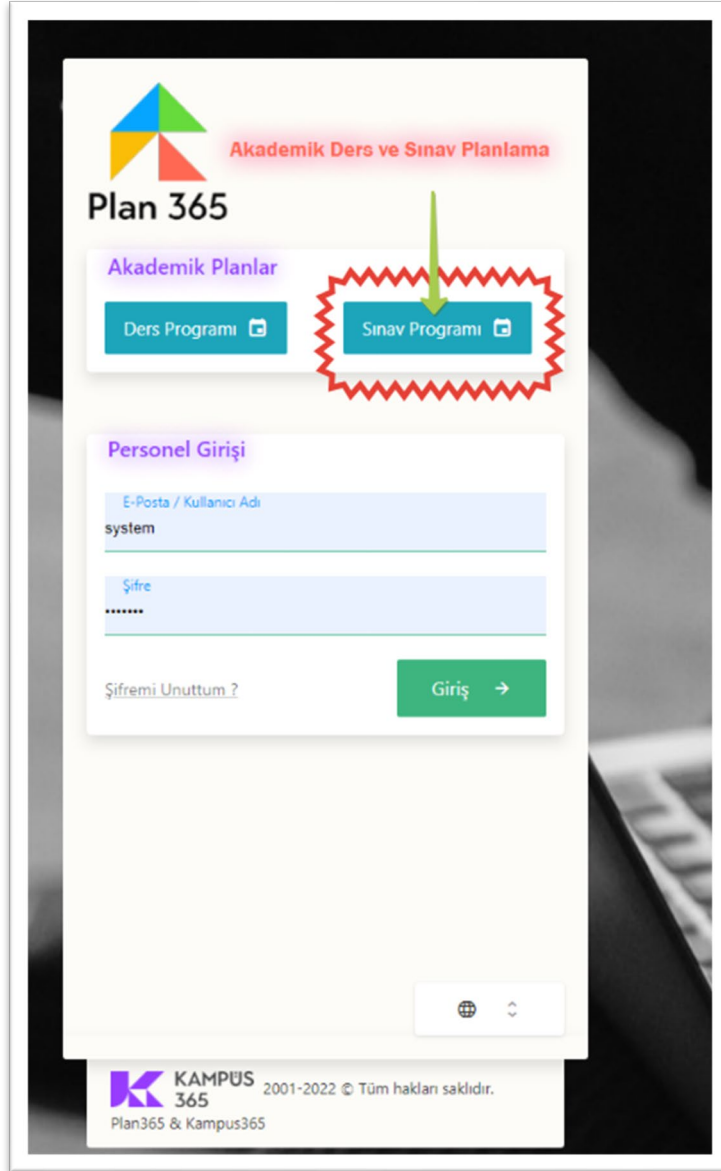 Akademik Ders ve Sınav Planlama
Plan 365
Akademik Planlar
Ders Programı
Sınav Programı
Personel Girişi
E-Posta / Kullanıcı Adı
system
Şifre
•••••••
Şifremi Unuttum ?
Giriş →
KAMPÜS
365
2001-2022 © Tüm hakları saklıdır.
Plan365 & Kampus365